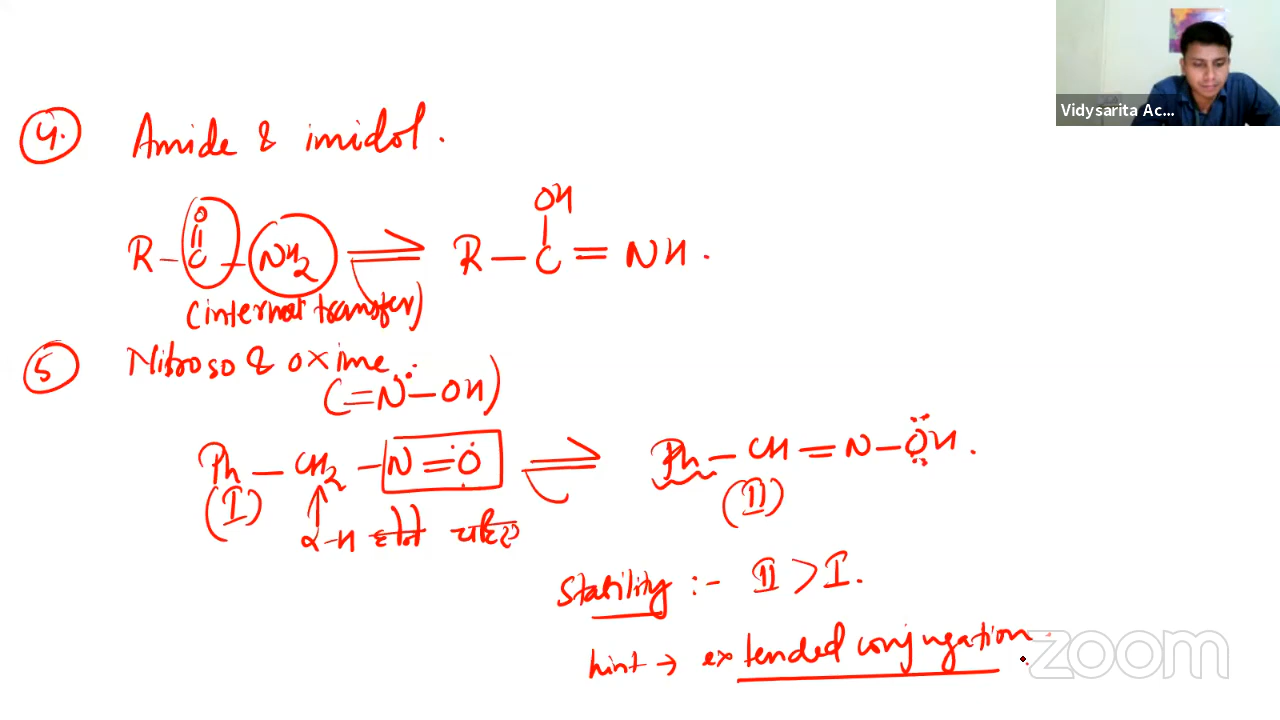 Vidysarita Ac...
4. Amide & imidol.
R-C(=O)-NH2 ⇌ R-C(OH)=NH.
(internal transfer)
5 Nitroso & oxime.
(=N-OH)
Ph-CH2-N=O ⇌ Ph-CH=N-OH.
(I) (II)
α-H होना चाहिए
Stability :- II > I.
hint → extended conjugation.
zoom